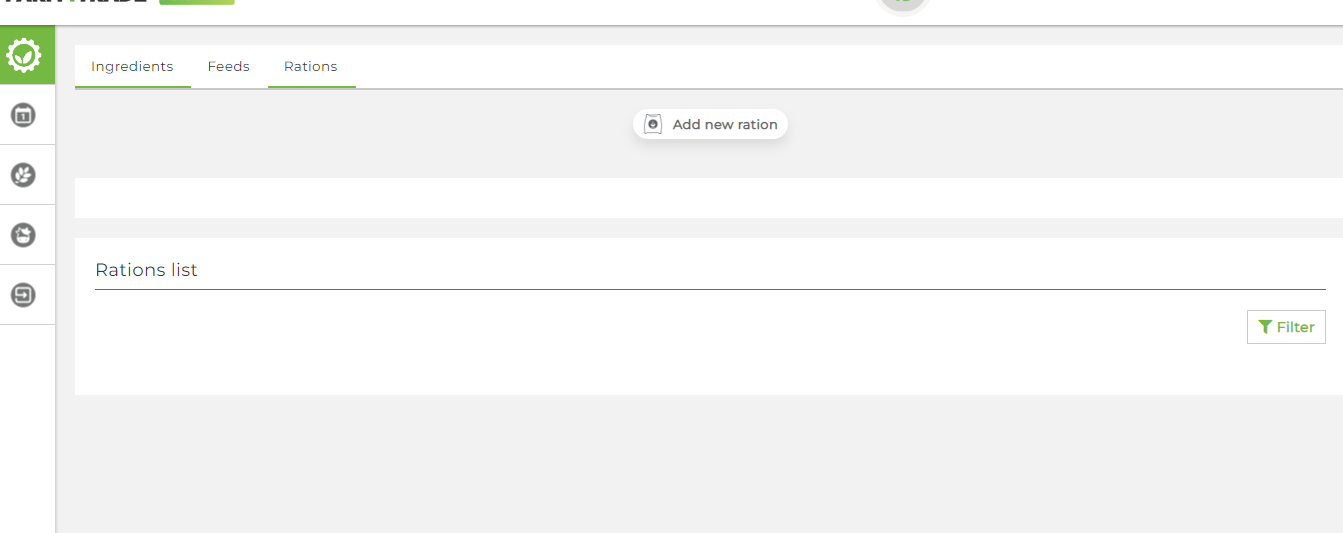 Ingredients Feeds Rations
Add new ration
Rations list
Filter